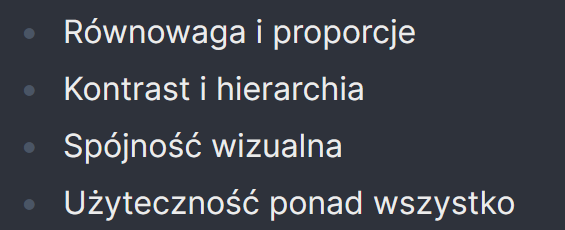 Równowaga i proporcje
Kontrast i hierarchia
Spójność wizualna
Użyteczność ponad wszystko